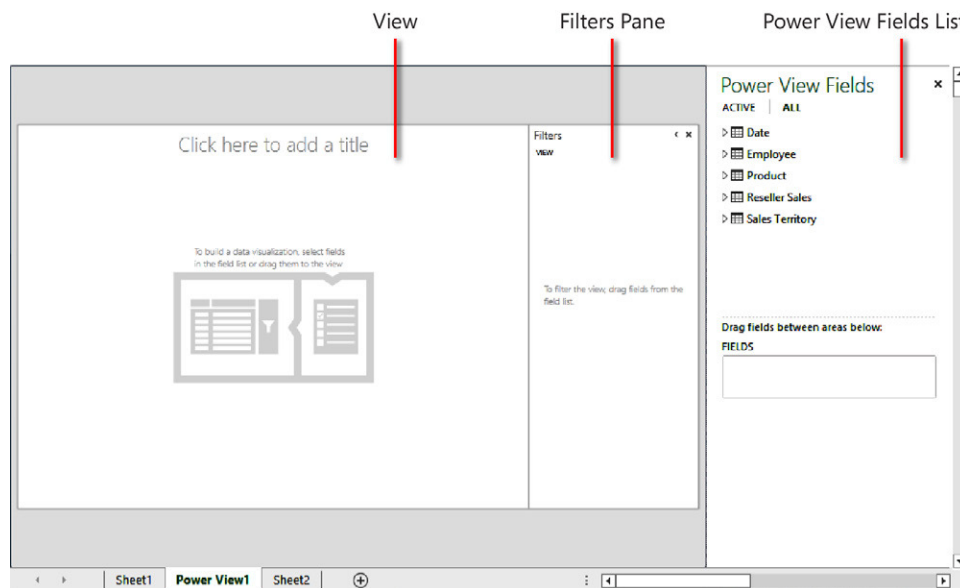 View
Filters Pane
Power View Fields List
Power View Fields
ACTIVE ALL
Date
Employee
Product
Reseller Sales
Sales Territory
Click here to add a title
Filters
VIEW
To build a data visualization, select fields
in the field list or drag them to the view
To filter the view, drag fields from the
field list.
Drag fields between areas below:
FIELDS
Sheet1 Power View1 Sheet2